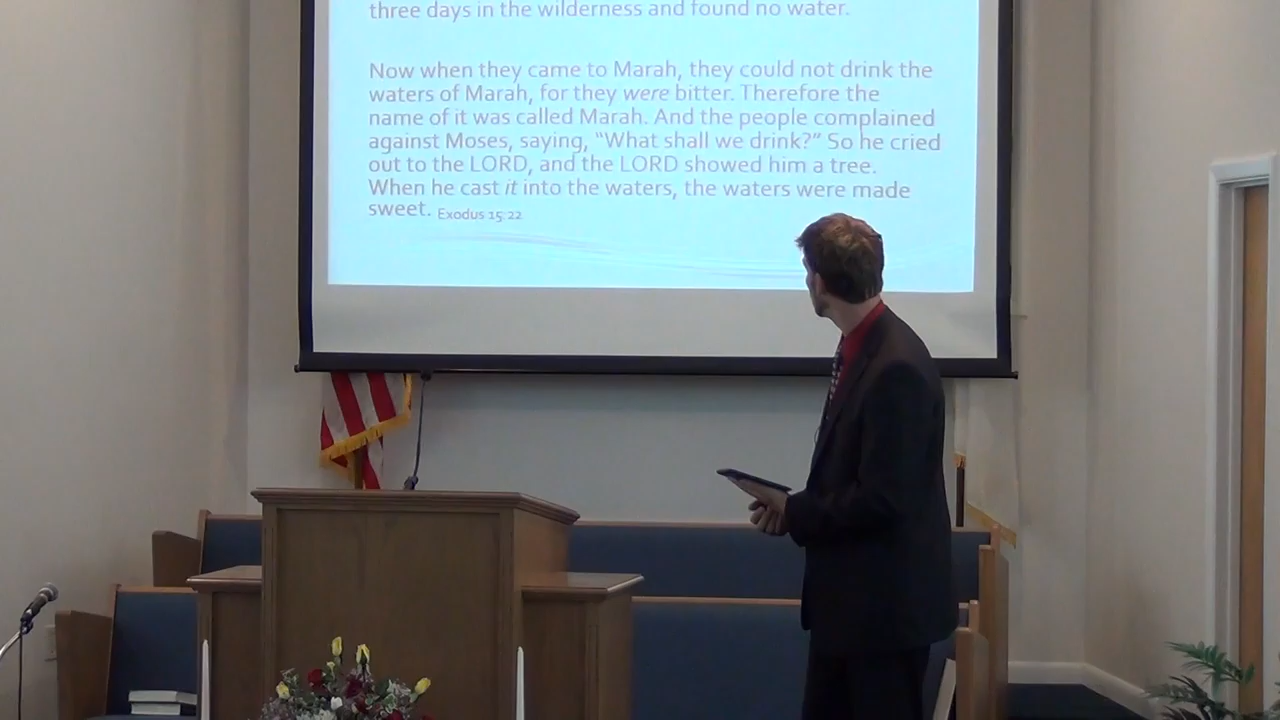 three days in the wilderness and found no water.
Now when they came to Marah, they could not drink the
waters of Marah, for they were bitter. Therefore the
name of it was called Marah. And the people complained
against Moses, saying, “What shall we drink?” So he cried
out to the LORD, and the LORD showed him a tree.
When he cast it into the waters, the waters were made
sweet. Exodus 15:22